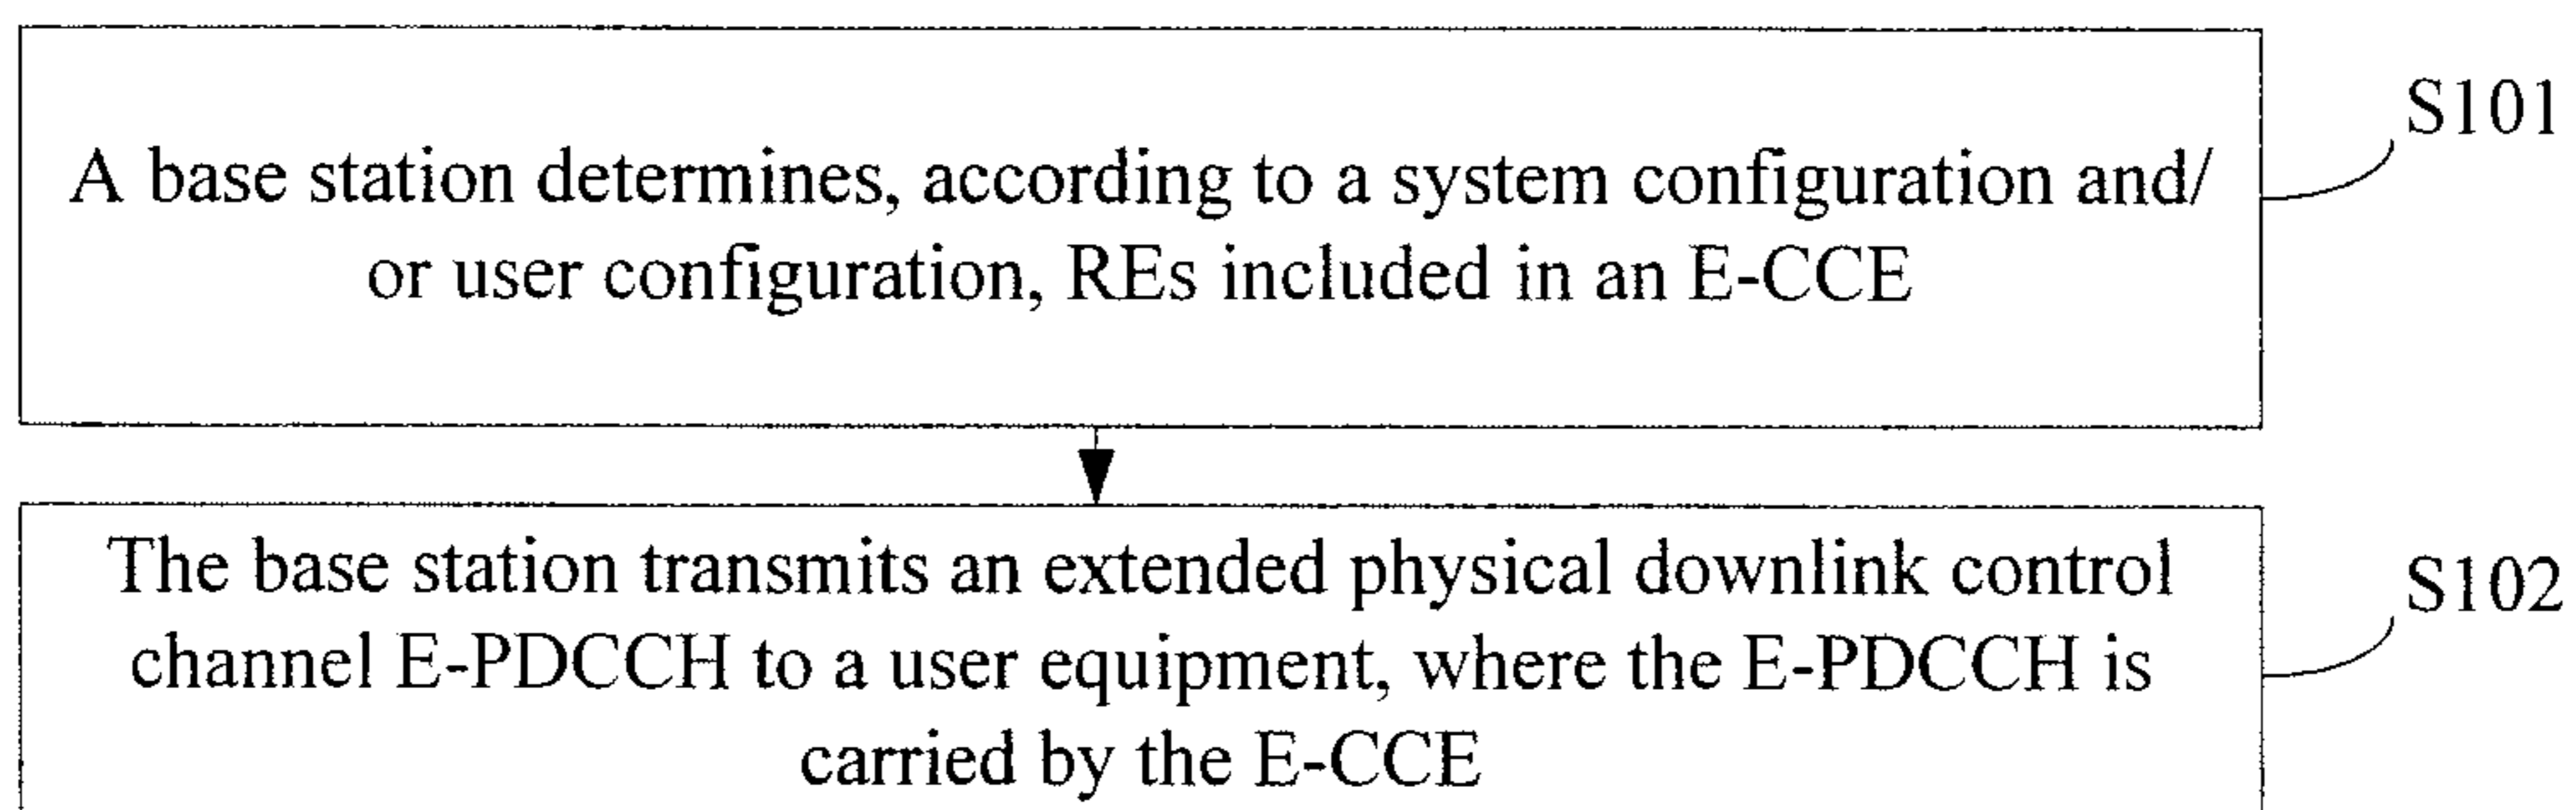 A base station determines, according to a system configuration and/
or user configuration, REs included in an E-CCE
S101
The base station transmits an extended physical downlink control
channel E-PDCCH to a user equipment, where the E-PDCCH is
carried by the E-CCE
S102